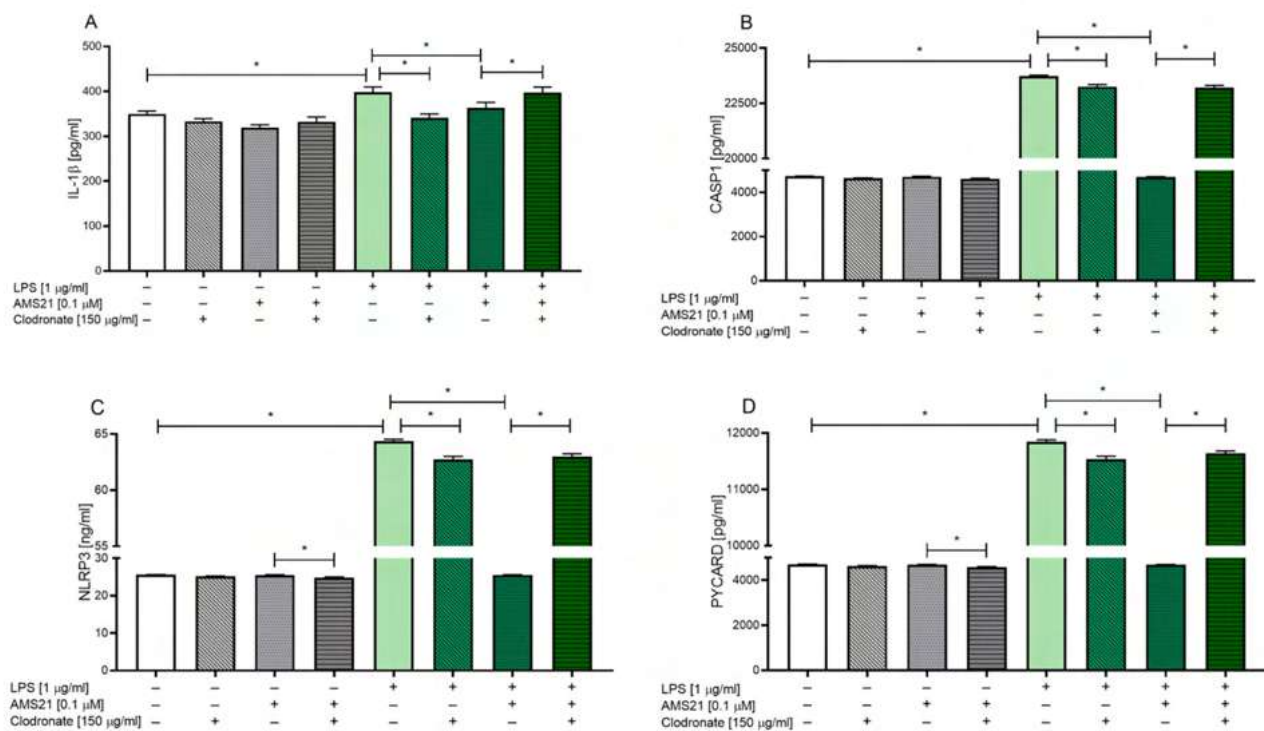 A
IL-1β [pg/ml]
500
400
300
200
100
0
* * * * *
LPS [1 μg/ml] – – – – + + + +
AMS21 [0.1 μM] – – + + – – + +
Clodronate [150 μg/ml] – + – + – + – +
B
CASP1 [pg/ml]
25000
22500
20000
4000
2000
0
* * * *
LPS [1 μg/ml] – – – – + + + +
AMS21 [0.1 μM] – – + + – – + +
Clodronate [150 μg/ml] – + – + – + – +
C
NLRP3 [ng/ml]
65
60
55
30
20
10
0
* * * * *
LPS [1 μg/ml] – – – – + + + +
AMS21 [0.1 μM] – – + + – – + +
Clodronate [150 μg/ml] – + – + – + – +
D
PYCARD [pg/ml]
12000
11000
10000
4000
2000
0
* * * * *
LPS [1 μg/ml] – – – – + + + +
AMS21 [0.1 μM] – – + + – – + +
Clodronate [150 μg/ml] – + – + – + – +